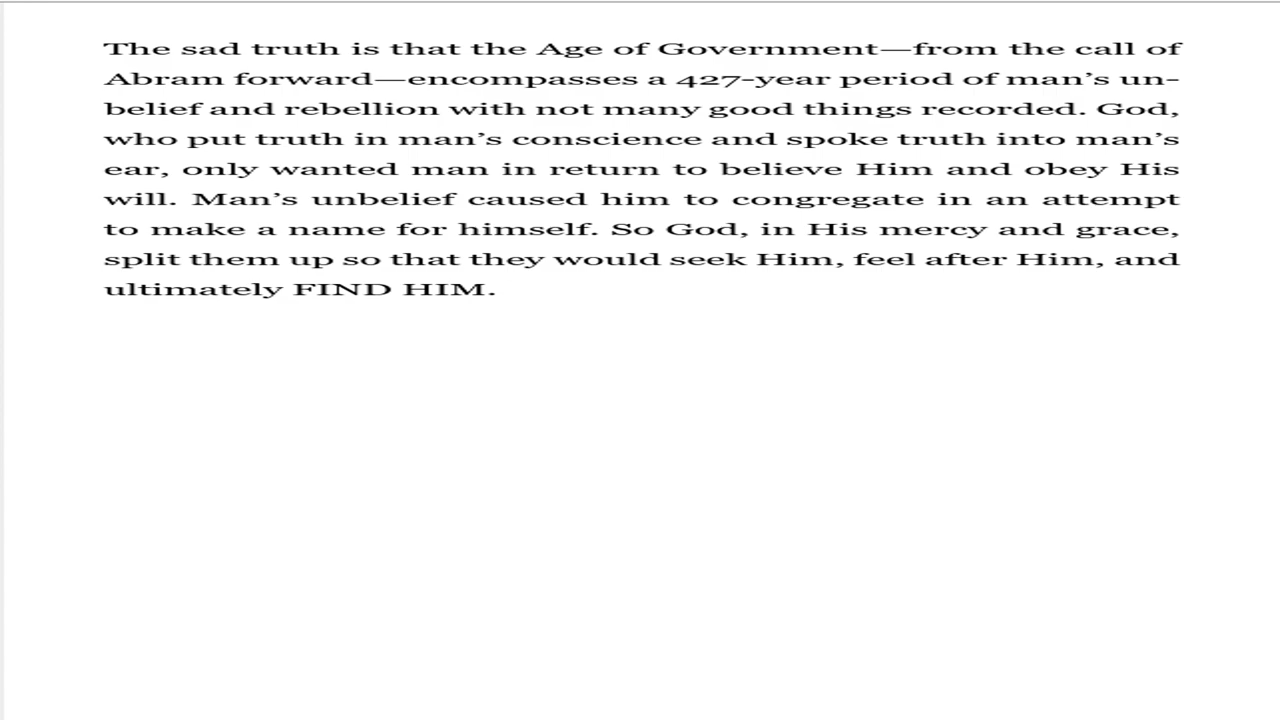 The sad truth is that the Age of Government—from the call of
Abram forward—encompasses a 427-year period of man’s un-
belief and rebellion with not many good things recorded. God,
who put truth in man’s conscience and spoke truth into man’s
ear, only wanted man in return to believe Him and obey His
will. Man’s unbelief caused him to congregate in an attempt
to make a name for himself. So God, in His mercy and grace,
split them up so that they would seek Him, feel after Him, and
ultimately FIND HIM.